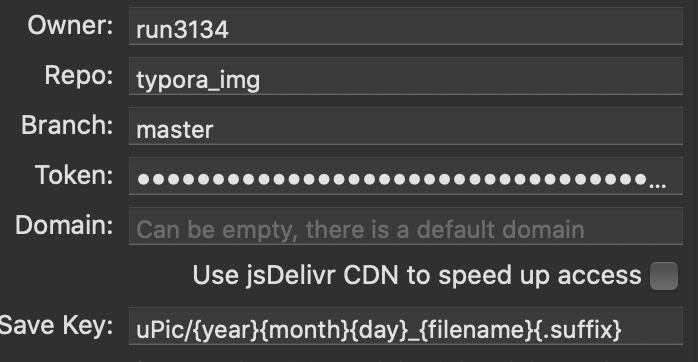 Owner: run3134
Repo: typora_img
Branch: master
Token: ●●●●●●●●●●●●●●●●●●●●●●●●●●●●●●●●●●...
Domain: Can be empty, there is a default domain
Use jsDelivr CDN to speed up access
Save Key: uPic/{year}{month}{day}_{filename}{.suffix}